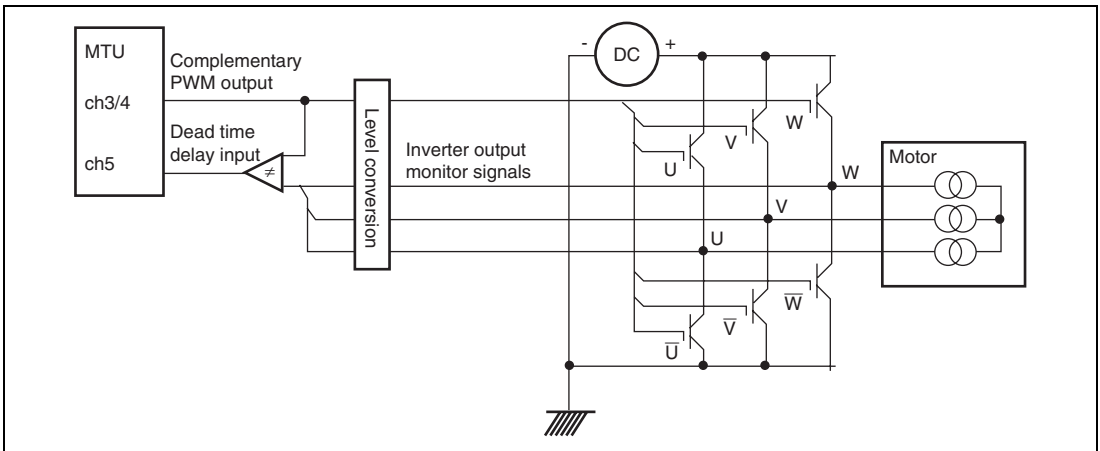 MTU
ch3/4
ch5
Complementary
PWM output
Dead time
delay input
≠
Level conversion
Inverter output
monitor signals
-
DC
+
W
V
U
W
V
U
W̅
V̅
U̅
Motor